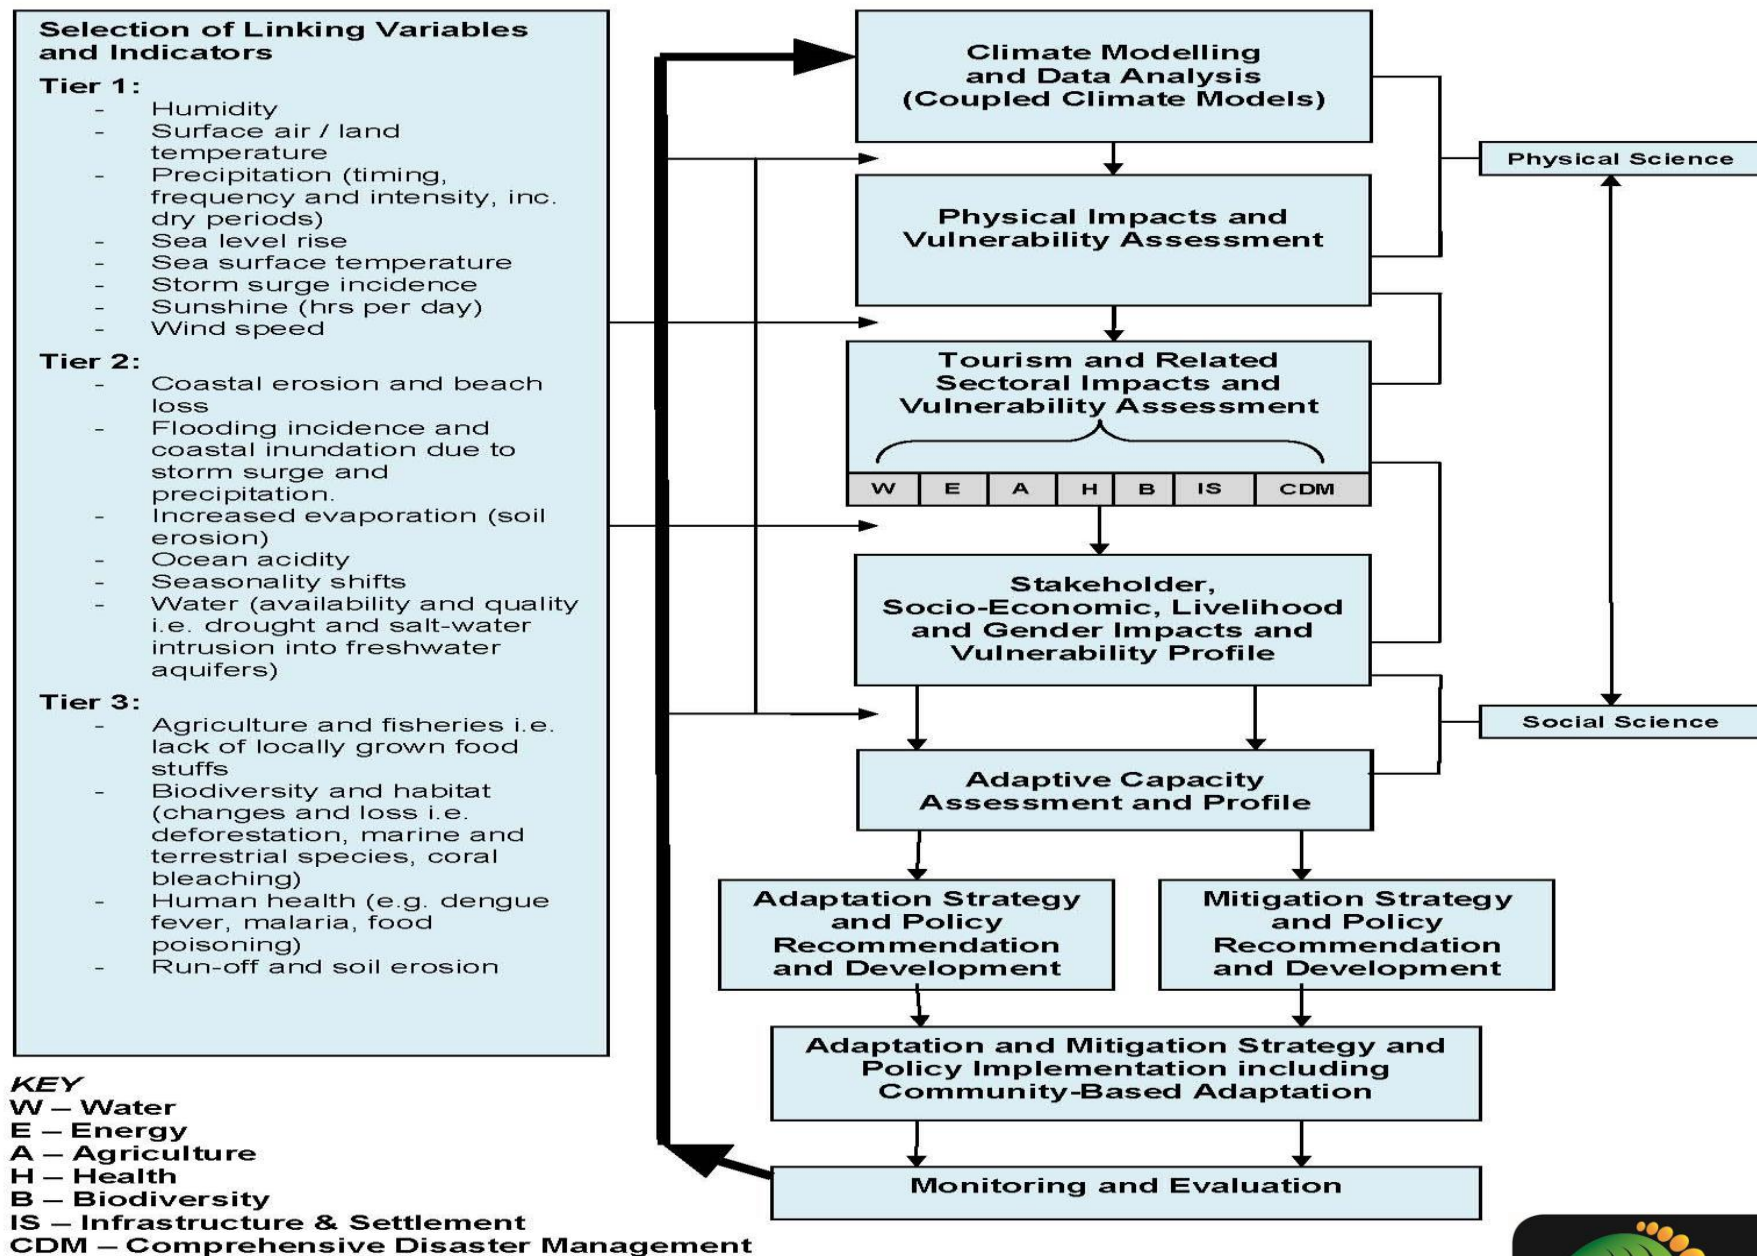 Selection of Linking Variables
and Indicators
Tier 1:
- Humidity
- Surface air / land
temperature
- Precipitation (timing,
frequency and intensity, inc.
dry periods)
- Sea level rise
- Sea surface temperature
- Storm surge incidence
- Sunshine (hrs per day)
- Wind speed
Tier 2:
- Coastal erosion and beach
loss
- Flooding incidence and
coastal inundation due to
storm surge and
precipitation.
- Increased evaporation (soil
erosion)
- Ocean acidity
- Seasonality shifts
- Water (availability and quality
i.e. drought and salt-water
intrusion into freshwater
aquifers)
Tier 3:
- Agriculture and fisheries i.e.
lack of locally grown food
stuffs
- Biodiversity and habitat
(changes and loss i.e.
deforestation, marine and
terrestrial species, coral
bleaching)
- Human health (e.g. dengue
fever, malaria, food
poisoning)
- Run-off and soil erosion
KEY
W – Water
E – Energy
A – Agriculture
H – Health
B – Biodiversity
IS – Infrastructure & Settlement
CDM – Comprehensive Disaster Management
Climate Modelling
and Data Analysis
(Coupled Climate Models)
Physical Impacts and
Vulnerability Assessment
Tourism and Related
Sectoral Impacts and
Vulnerability Assessment
W E A H B IS CDM
Stakeholder,
Socio-Economic, Livelihood
and Gender Impacts and
Vulnerability Profile
Adaptive Capacity
Assessment and Profile
Adaptation Strategy
and Policy
Recommendation
and Development
Mitigation Strategy
and Policy
Recommendation
and Development
Adaptation and Mitigation Strategy and
Policy Implementation including
Community-Based Adaptation
Monitoring and Evaluation
Physical Science
Social Science